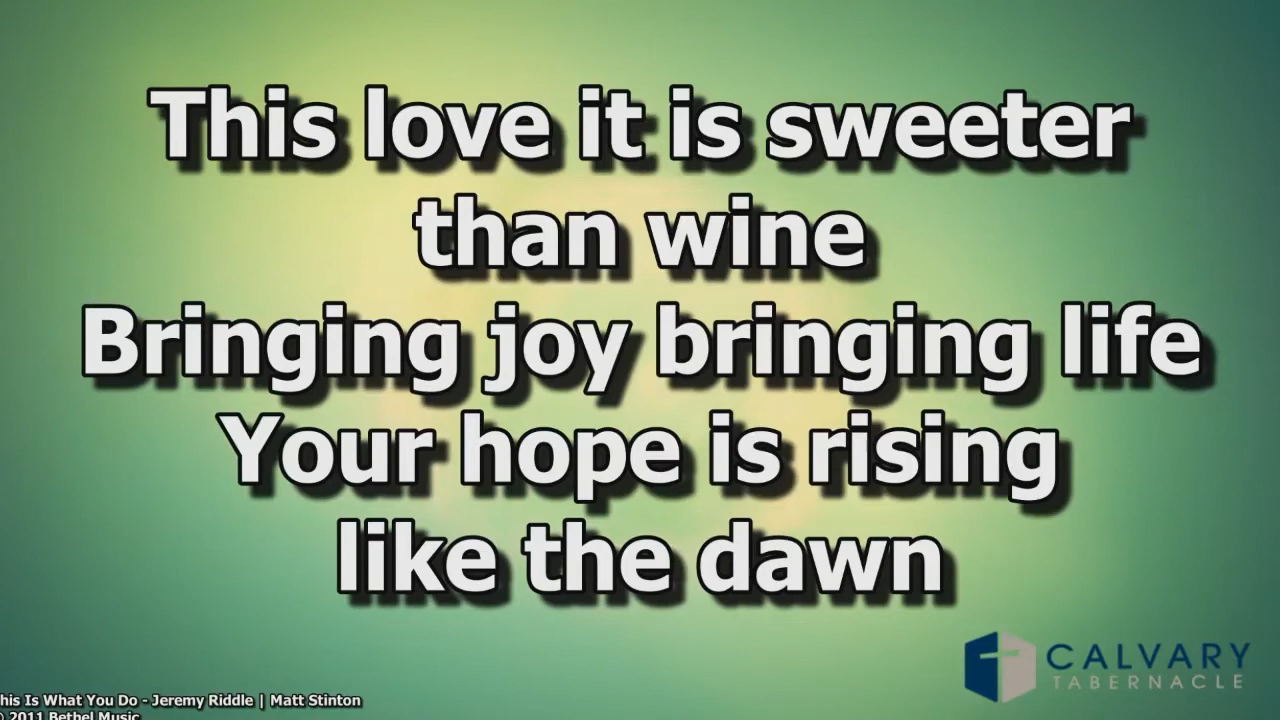 This love it is sweeter
than wine
Bringing joy bringing life
Your hope is rising
like the dawn
CALVARY
TABERNACLE
his Is What You Do - Jeremy Riddle | Matt Stinton
© 2011 Bethel Music